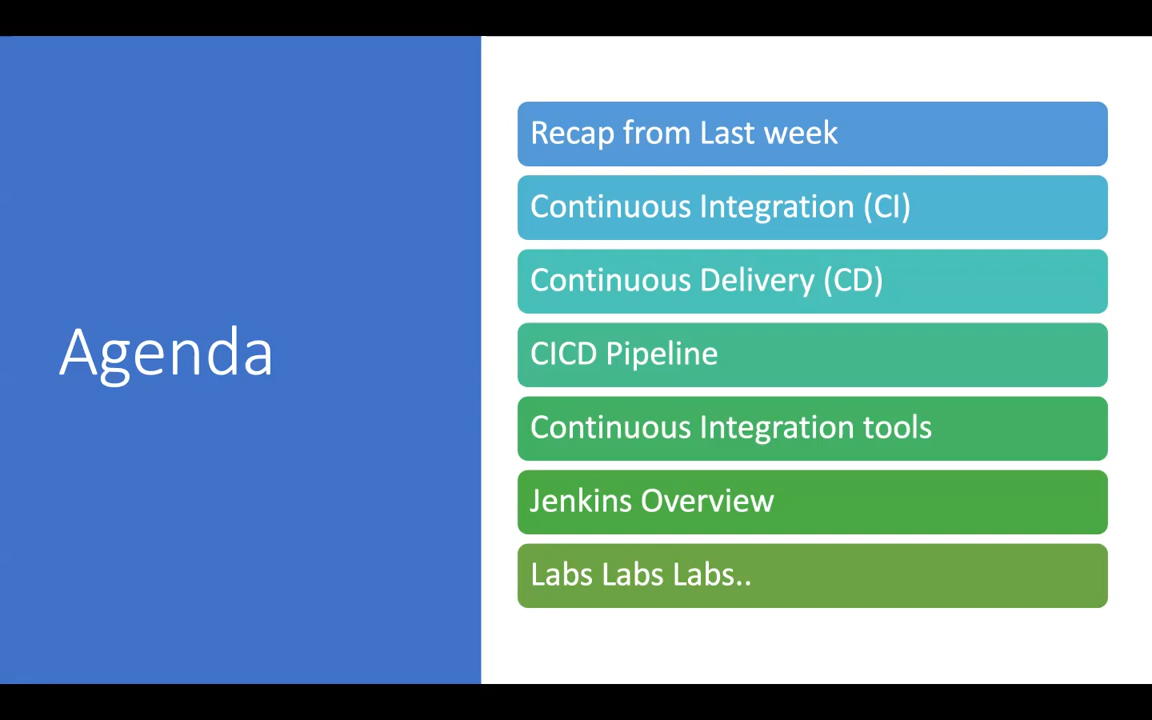 Agenda
Recap from Last week
Continuous Integration (CI)
Continuous Delivery (CD)
CICD Pipeline
Continuous Integration tools
Jenkins Overview
Labs Labs Labs..